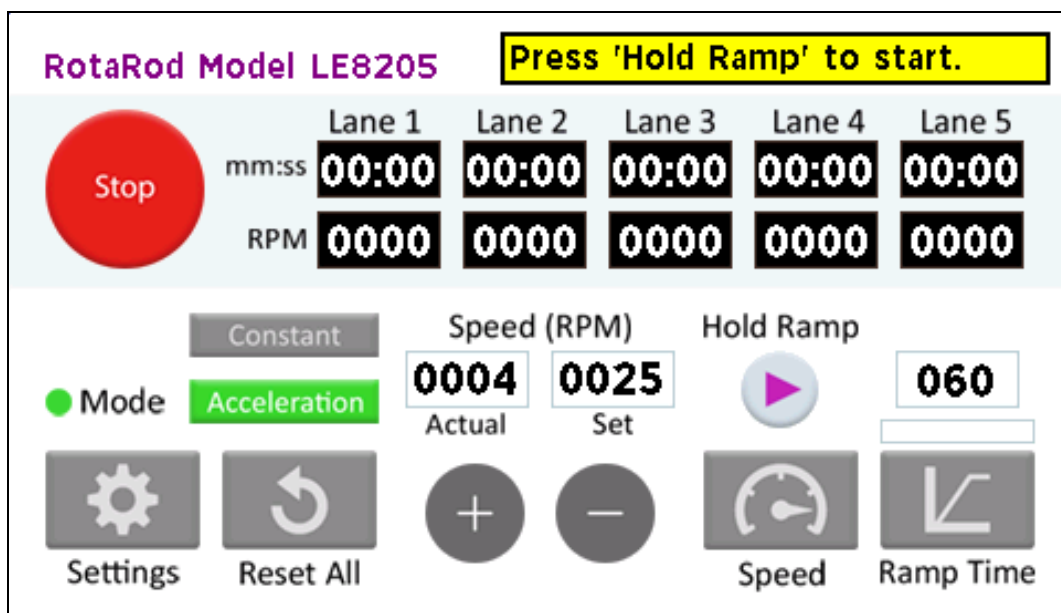 RotaRod Model LE8205
Press 'Hold Ramp' to start.
Stop
Lane 1 Lane 2 Lane 3 Lane 4 Lane 5
mm:ss 00:00 00:00 00:00 00:00 00:00
RPM 0000 0000 0000 0000 0000
Constant
Speed (RPM)
Hold Ramp
Mode
Acceleration
0004 0025
060
Actual Set
Settings Reset All
Speed Ramp Time